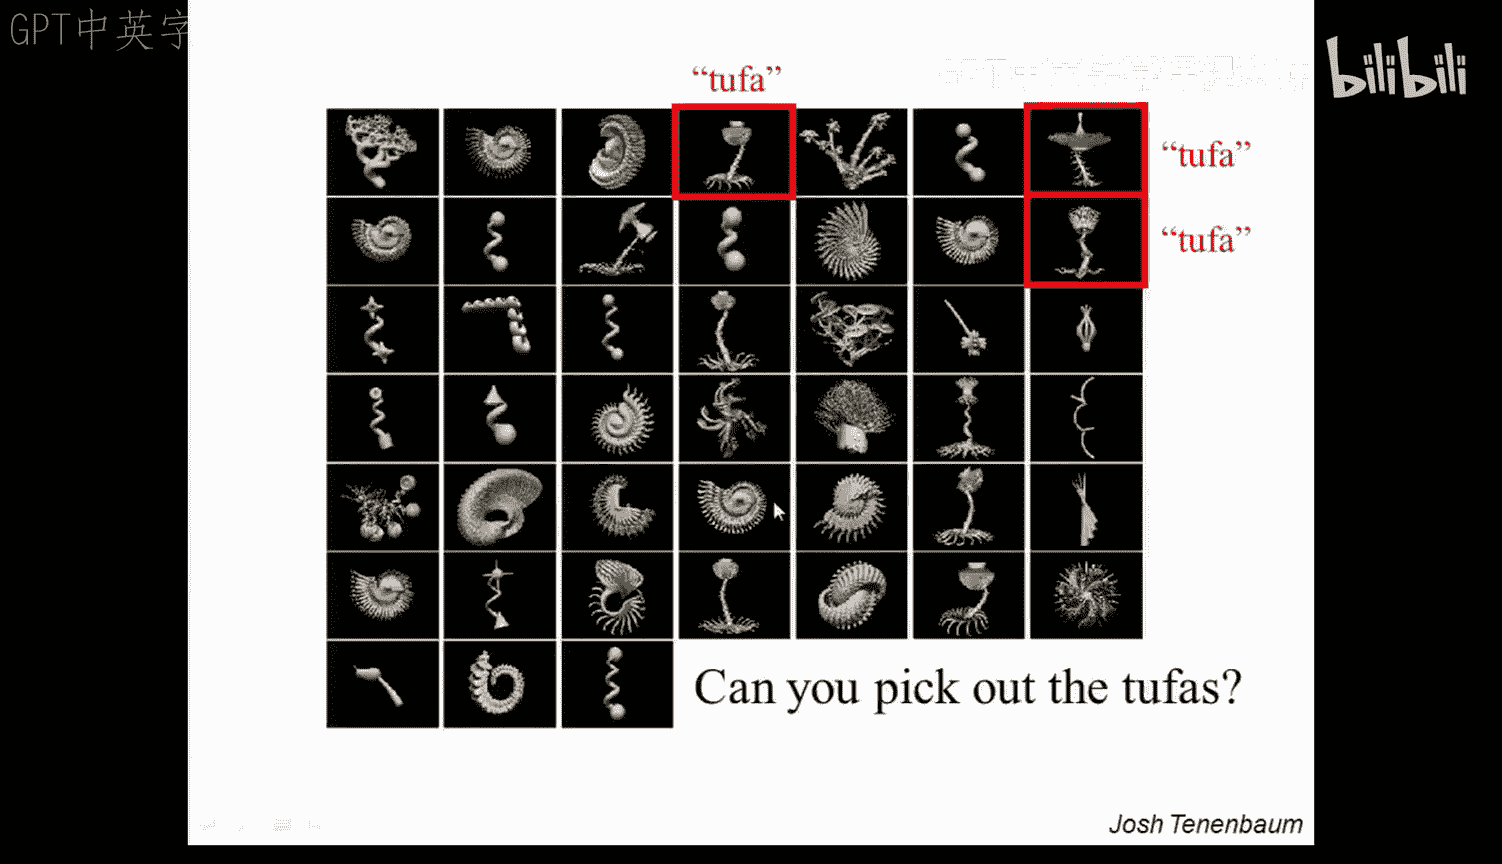 GPT中英字
bilibili
“tufa”
“tufa”
“tufa”
Can you pick out the tufas?
Josh Tenenbaum